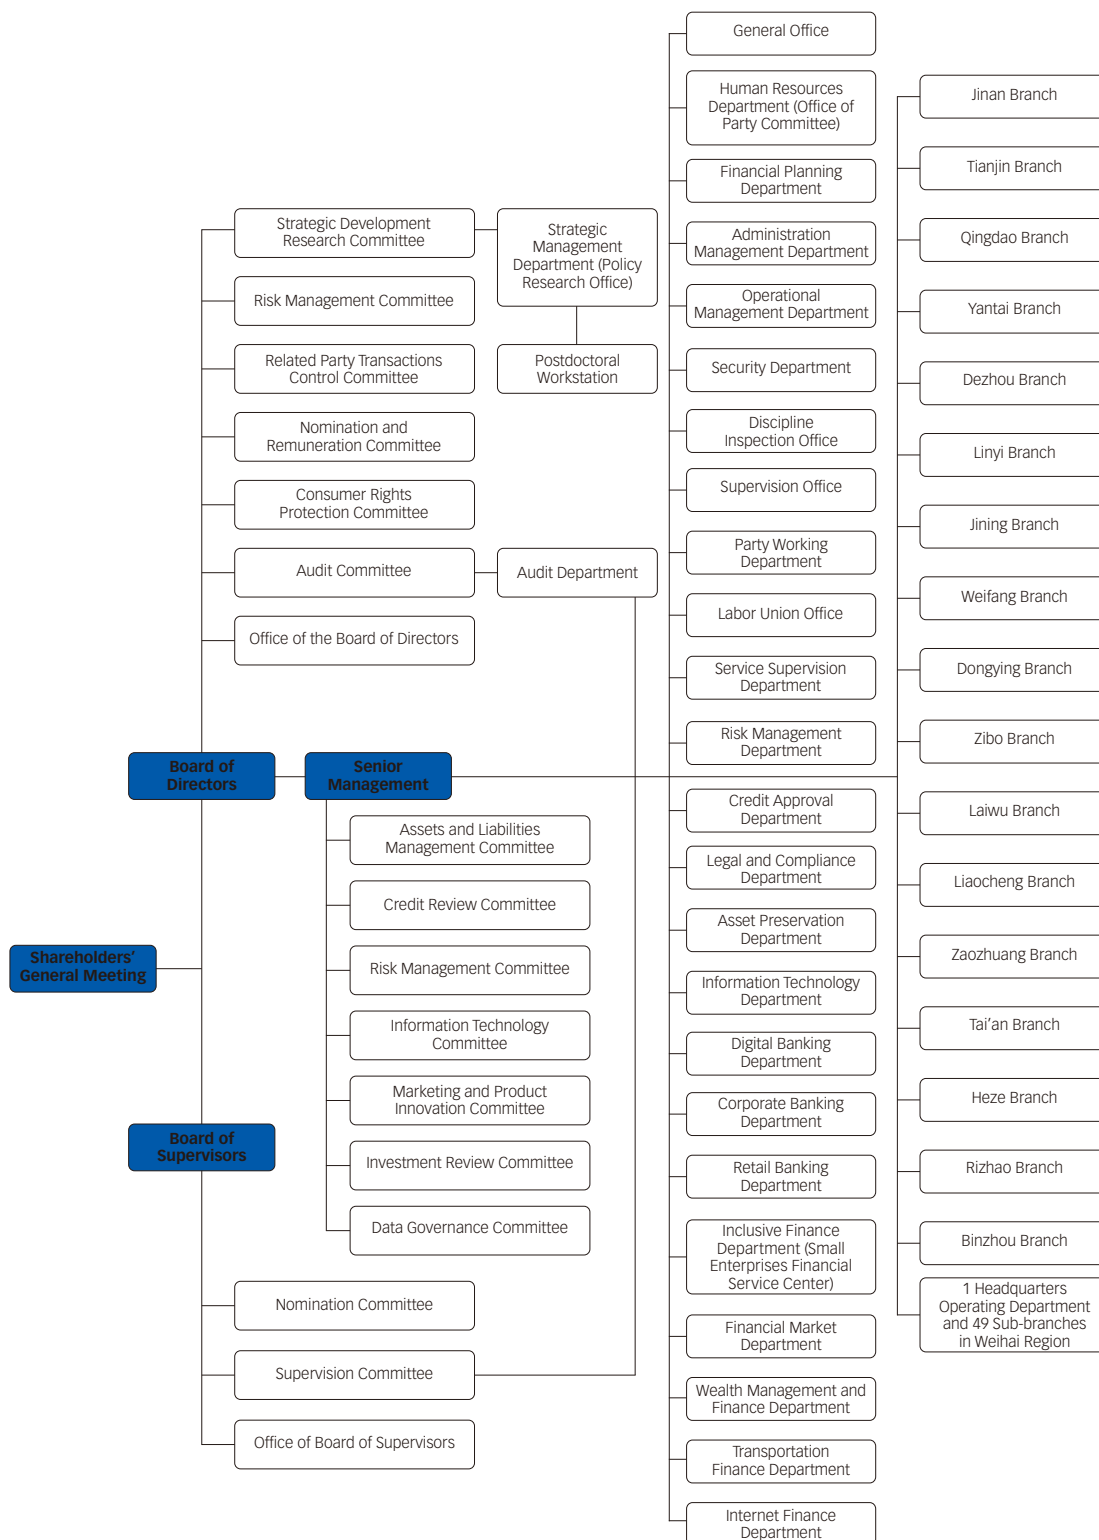 Shareholders'
General Meeting
Board of
Directors
Board of
Supervisors
Senior
Management
Strategic Development
Research Committee
Risk Management Committee
Related Party Transactions
Control Committee
Nomination and
Remuneration Committee
Consumer Rights
Protection Committee
Audit Committee
Office of the Board of Directors
Strategic
Management
Department (Policy
Research Office)
Postdoctoral
Workstation
Audit Department
Assets and Liabilities
Management Committee
Credit Review Committee
Risk Management Committee
Information Technology
Committee
Marketing and Product
Innovation Committee
Investment Review Committee
Data Governance Committee
Nomination Committee
Supervision Committee
Office of Board of Supervisors
General Office
Human Resources
Department (Office of
Party Committee)
Financial Planning
Department
Administration
Management Department
Operational
Management Department
Security Department
Discipline
Inspection Office
Supervision Office
Party Working
Department
Labor Union Office
Service Supervision
Department
Risk Management
Department
Credit Approval
Department
Legal and Compliance
Department
Asset Preservation
Department
Information Technology
Department
Digital Banking
Department
Corporate Banking
Department
Retail Banking
Department
Inclusive Finance
Department (Small
Enterprises Financial
Service Center)
Financial Market
Department
Wealth Management and
Finance Department
Transportation
Finance Department
Internet Finance
Department
Jinan Branch
Tianjin Branch
Qingdao Branch
Yantai Branch
Dezhou Branch
Linyi Branch
Jining Branch
Weifang Branch
Dongying Branch
Zibo Branch
Laiwu Branch
Liaocheng Branch
Zaozhuang Branch
Tai'an Branch
Heze Branch
Rizhao Branch
Binzhou Branch
1 Headquarters
Operating Department
and 49 Sub-branches
in Weihai Region